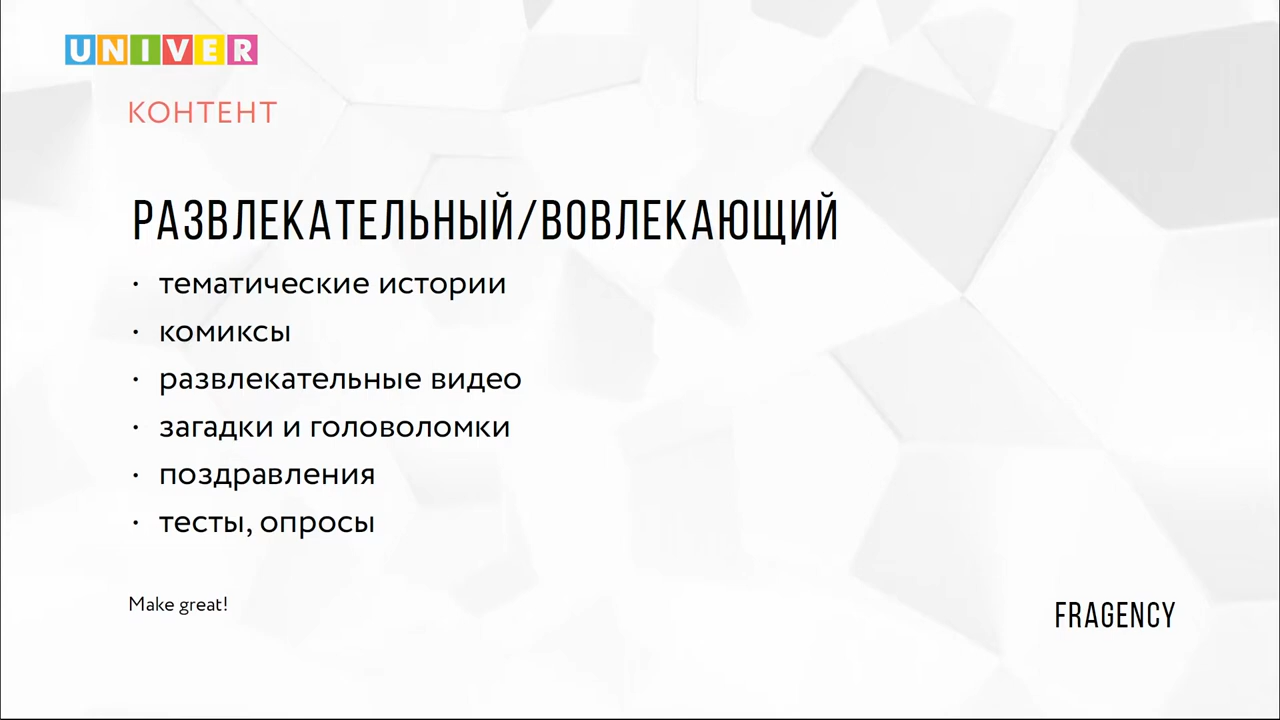 UNIVER
КОНТЕНТ
РАЗВЛЕКАТЕЛЬНЫЙ/ВОВЛЕКАЮЩИЙ
• тематические истории
• комиксы
• развлекательные видео
• загадки и головоломки
• поздравления
• тесты, опросы
Make great!
FRAGENCY